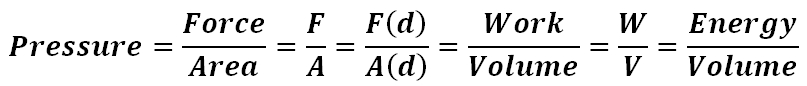 Pressure = Force/Area = F/A = F(d)/A(d) = Work/Volume = W/V = Energy/Volume